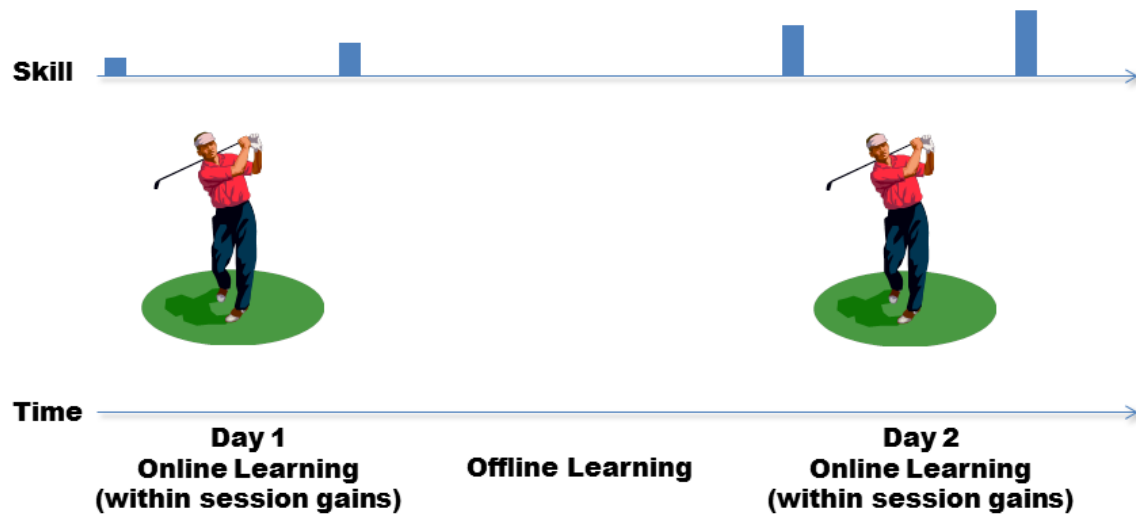 Skill
Time
Day 1
Online Learning
(within session gains)
Offline Learning
Day 2
Online Learning
(within session gains)